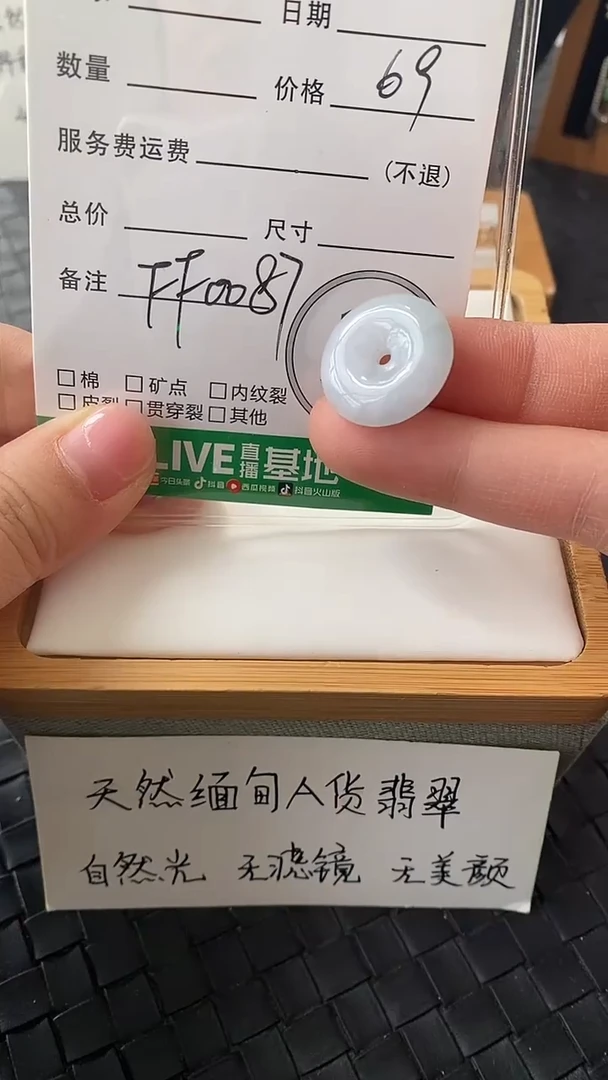 日期
数量 价格 69
服务费运费 (不退)
总价 尺寸
备注 FF0087
□棉 □矿点 □内纹裂
□皮裂 □贯穿裂 □其他
LIVE 直播 基地
今日头条 抖音 西瓜视频 抖音火山版
天然缅甸A货翡翠
自然光 无滤镜 无美颜